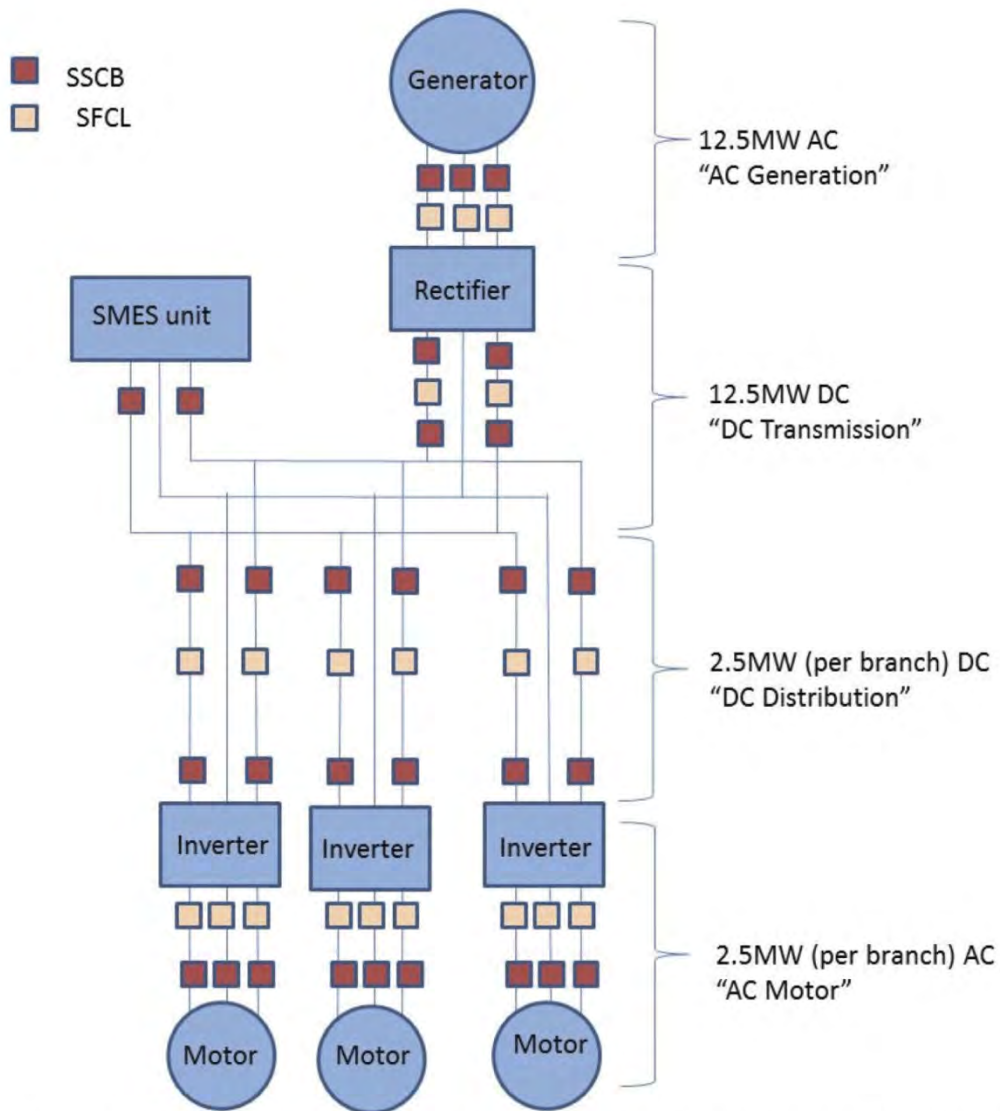 SSCB
SFCL
Generator
12.5MW AC
“AC Generation”
Rectifier
SMES unit
12.5MW DC
“DC Transmission”
2.5MW (per branch) DC
“DC Distribution”
Inverter
Inverter
Inverter
2.5MW (per branch) AC
“AC Motor”
Motor
Motor
Motor